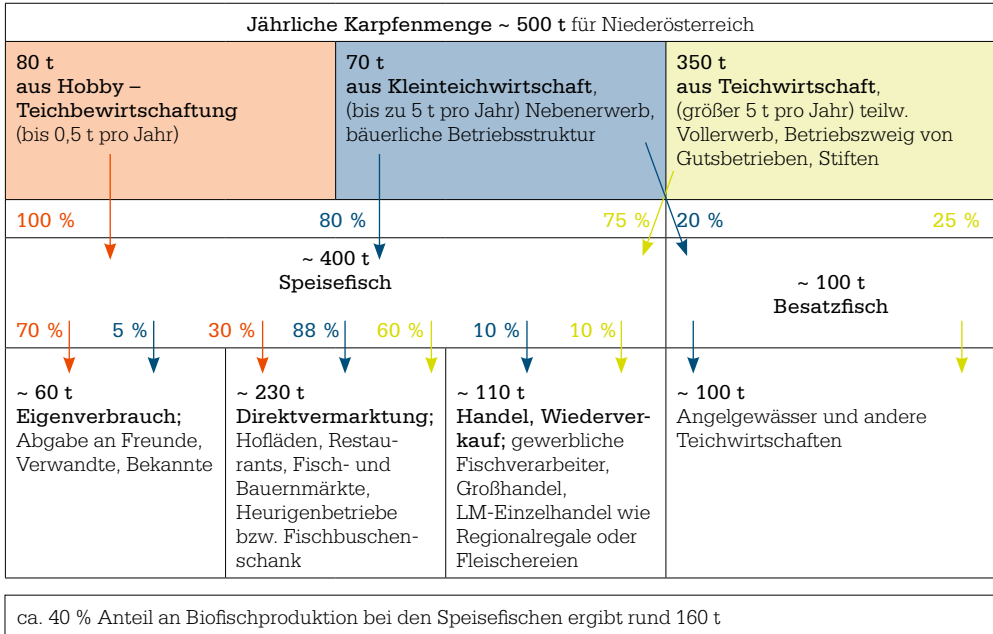 Jährliche Karpfenmenge ~ 500 t für Niederösterreich
80 t
aus Hobby –
Teichbewirtschaftung
(bis 0,5 t pro Jahr)
70 t
aus Kleinteichwirtschaft,
(bis zu 5 t pro Jahr) Nebenerwerb,
bäuerliche Betriebsstruktur
350 t
aus Teichwirtschaft,
(größer 5 t pro Jahr) teilw.
Vollerwerb, Betriebszweig von
Gutsbetrieben, Stiften
100 % 80 % 75 % 20 % 25 %
~ 400 t
Speisefisch
~ 100 t
Besatzfisch
70 % 5 % 30 % 88 % 60 % 10 % 10 %
~ 60 t
Eigenverbrauch;
Abgabe an Freunde,
Verwandte, Bekannte
~ 230 t
Direktvermarktung;
Hofläden, Restau-
rants, Fisch- und
Bauernmärkte,
Heurigenbetriebe
bzw. Fischbuschen-
schank
~ 110 t
Handel, Wiederver-
kauf; gewerbliche
Fischverarbeiter,
Großhandel,
LM-Einzelhandel wie
Regionalregale oder
Fleischereien
~ 100 t
Angelgewässer und andere
Teichwirtschaften
ca. 40 % Anteil an Biofischproduktion bei den Speisefischen ergibt rund 160 t